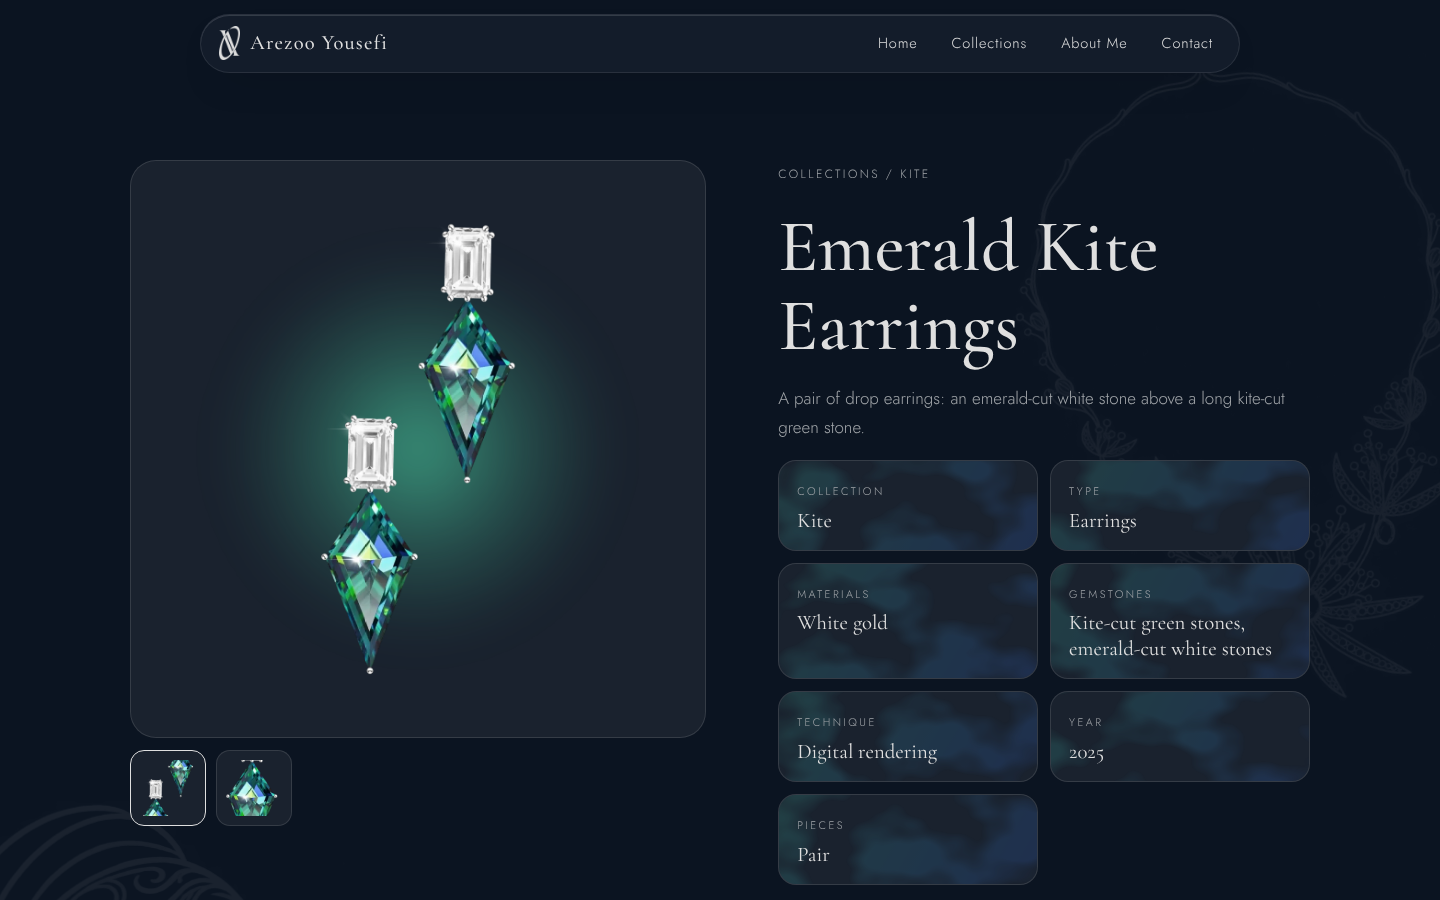 Arezoo Yousefi
Home
Collections
About Me
Contact
COLLECTIONS / KITE
Emerald Kite
Earrings
A pair of drop earrings: an emerald-cut white stone above a long kite-cut
green stone.
COLLECTION
Kite
TYPE
Earrings
MATERIALS
White gold
GEMSTONES
Kite-cut green stones,
emerald-cut white stones
TECHNIQUE
Digital rendering
YEAR
2025
PIECES
Pair